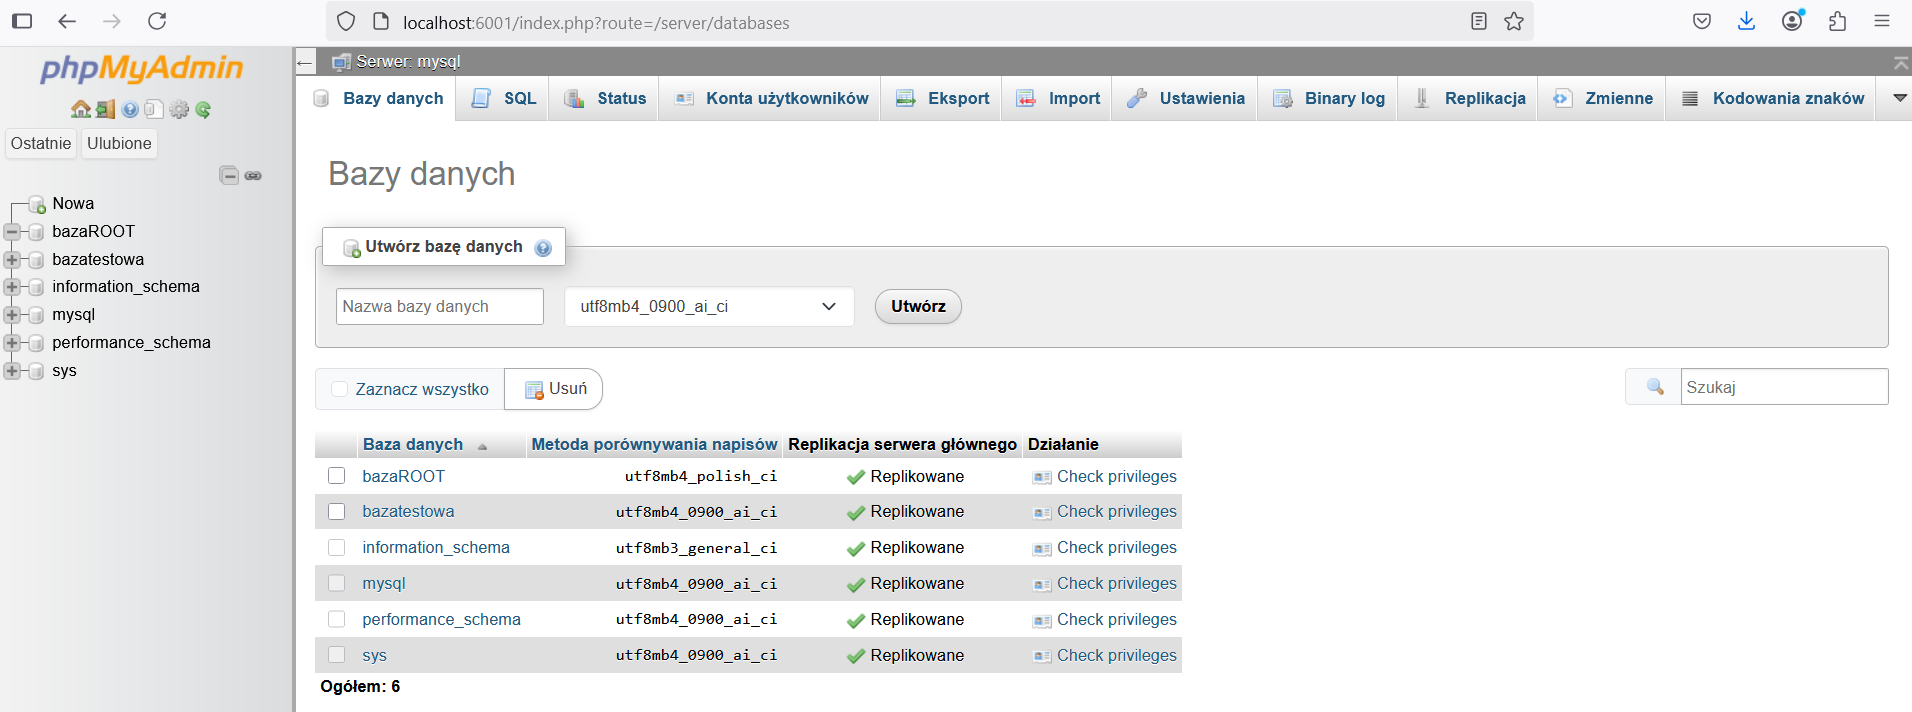 localhost:6001/index.php?route=/server/databases
phpMyAdmin
Ostatnie Ulubione
Nowa
bazaROOT
bazatestowa
information_schema
mysql
performance_schema
sys
Serwer: mysql
Bazy danych SQL Status Konta użytkowników Eksport Import Ustawienia Binary log Replikacja Zmienne Kodowania znaków
Bazy danych
Utwórz bazę danych
Nazwa bazy danych utf8mb4_0900_ai_ci Utwórz
Zaznacz wszystko Usuń Szukaj
Baza danych Metoda porównywania napisów Replikacja serwera głównego Działanie
bazaROOT utf8mb4_polish_ci Replikowane Check privileges
bazatestowa utf8mb4_0900_ai_ci Replikowane Check privileges
information_schema utf8mb3_general_ci Replikowane Check privileges
mysql utf8mb4_0900_ai_ci Replikowane Check privileges
performance_schema utf8mb4_0900_ai_ci Replikowane Check privileges
sys utf8mb4_0900_ai_ci Replikowane Check privileges
Ogółem: 6